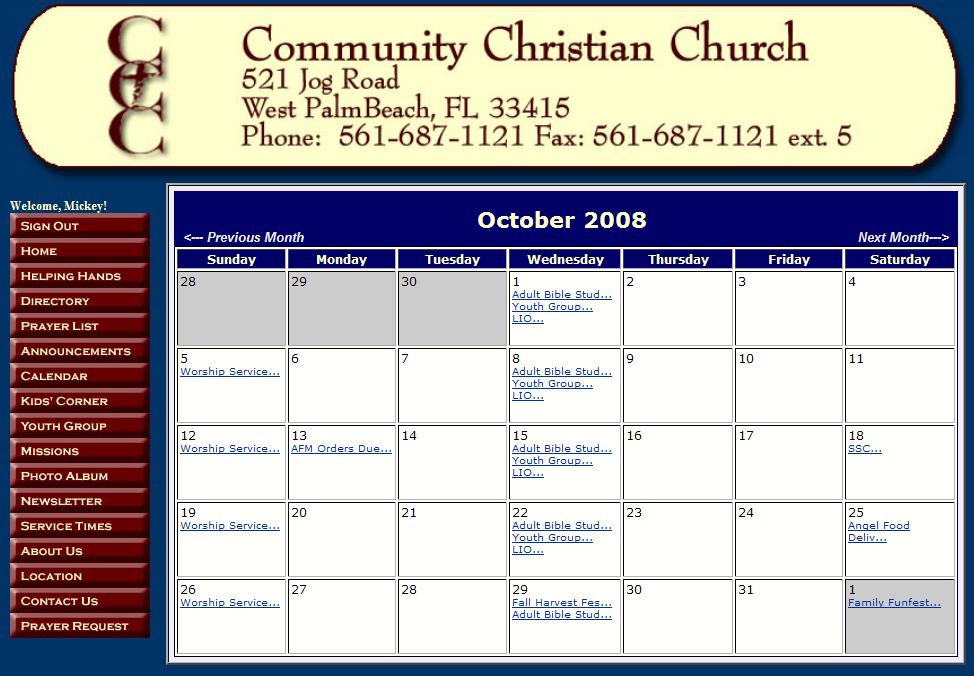 CCC
Community Christian Church
521 Jog Road
West PalmBeach, FL 33415
Phone: 561-687-1121 Fax: 561-687-1121 ext. 5
Welcome, Mickey!
Sign Out
Home
Helping Hands
Directory
Prayer List
Announcements
Calendar
Kids' Corner
Youth Group
Missions
Photo Album
Newsletter
Service Times
About Us
Location
Contact Us
Prayer Request
October 2008
<--- Previous Month Next Month--->
Sunday Monday Tuesday Wednesday Thursday Friday Saturday
28 29 30 1 2 3 4
Adult Bible Stud...
Youth Group...
LIO...
5 6 7 8 9 10 11
Worship Service... Adult Bible Stud...
Youth Group...
LIO...
12 13 14 15 16 17 18
Worship Service... AFM Orders Due... Adult Bible Stud... SSC...
Youth Group...
LIO...
19 20 21 22 23 24 25
Worship Service... Adult Bible Stud... Angel Food
Youth Group... Deliv...
LIO...
26 27 28 29 30 31 1
Worship Service... Fall Harvest Fes... Family Funfest...
Adult Bible Stud...